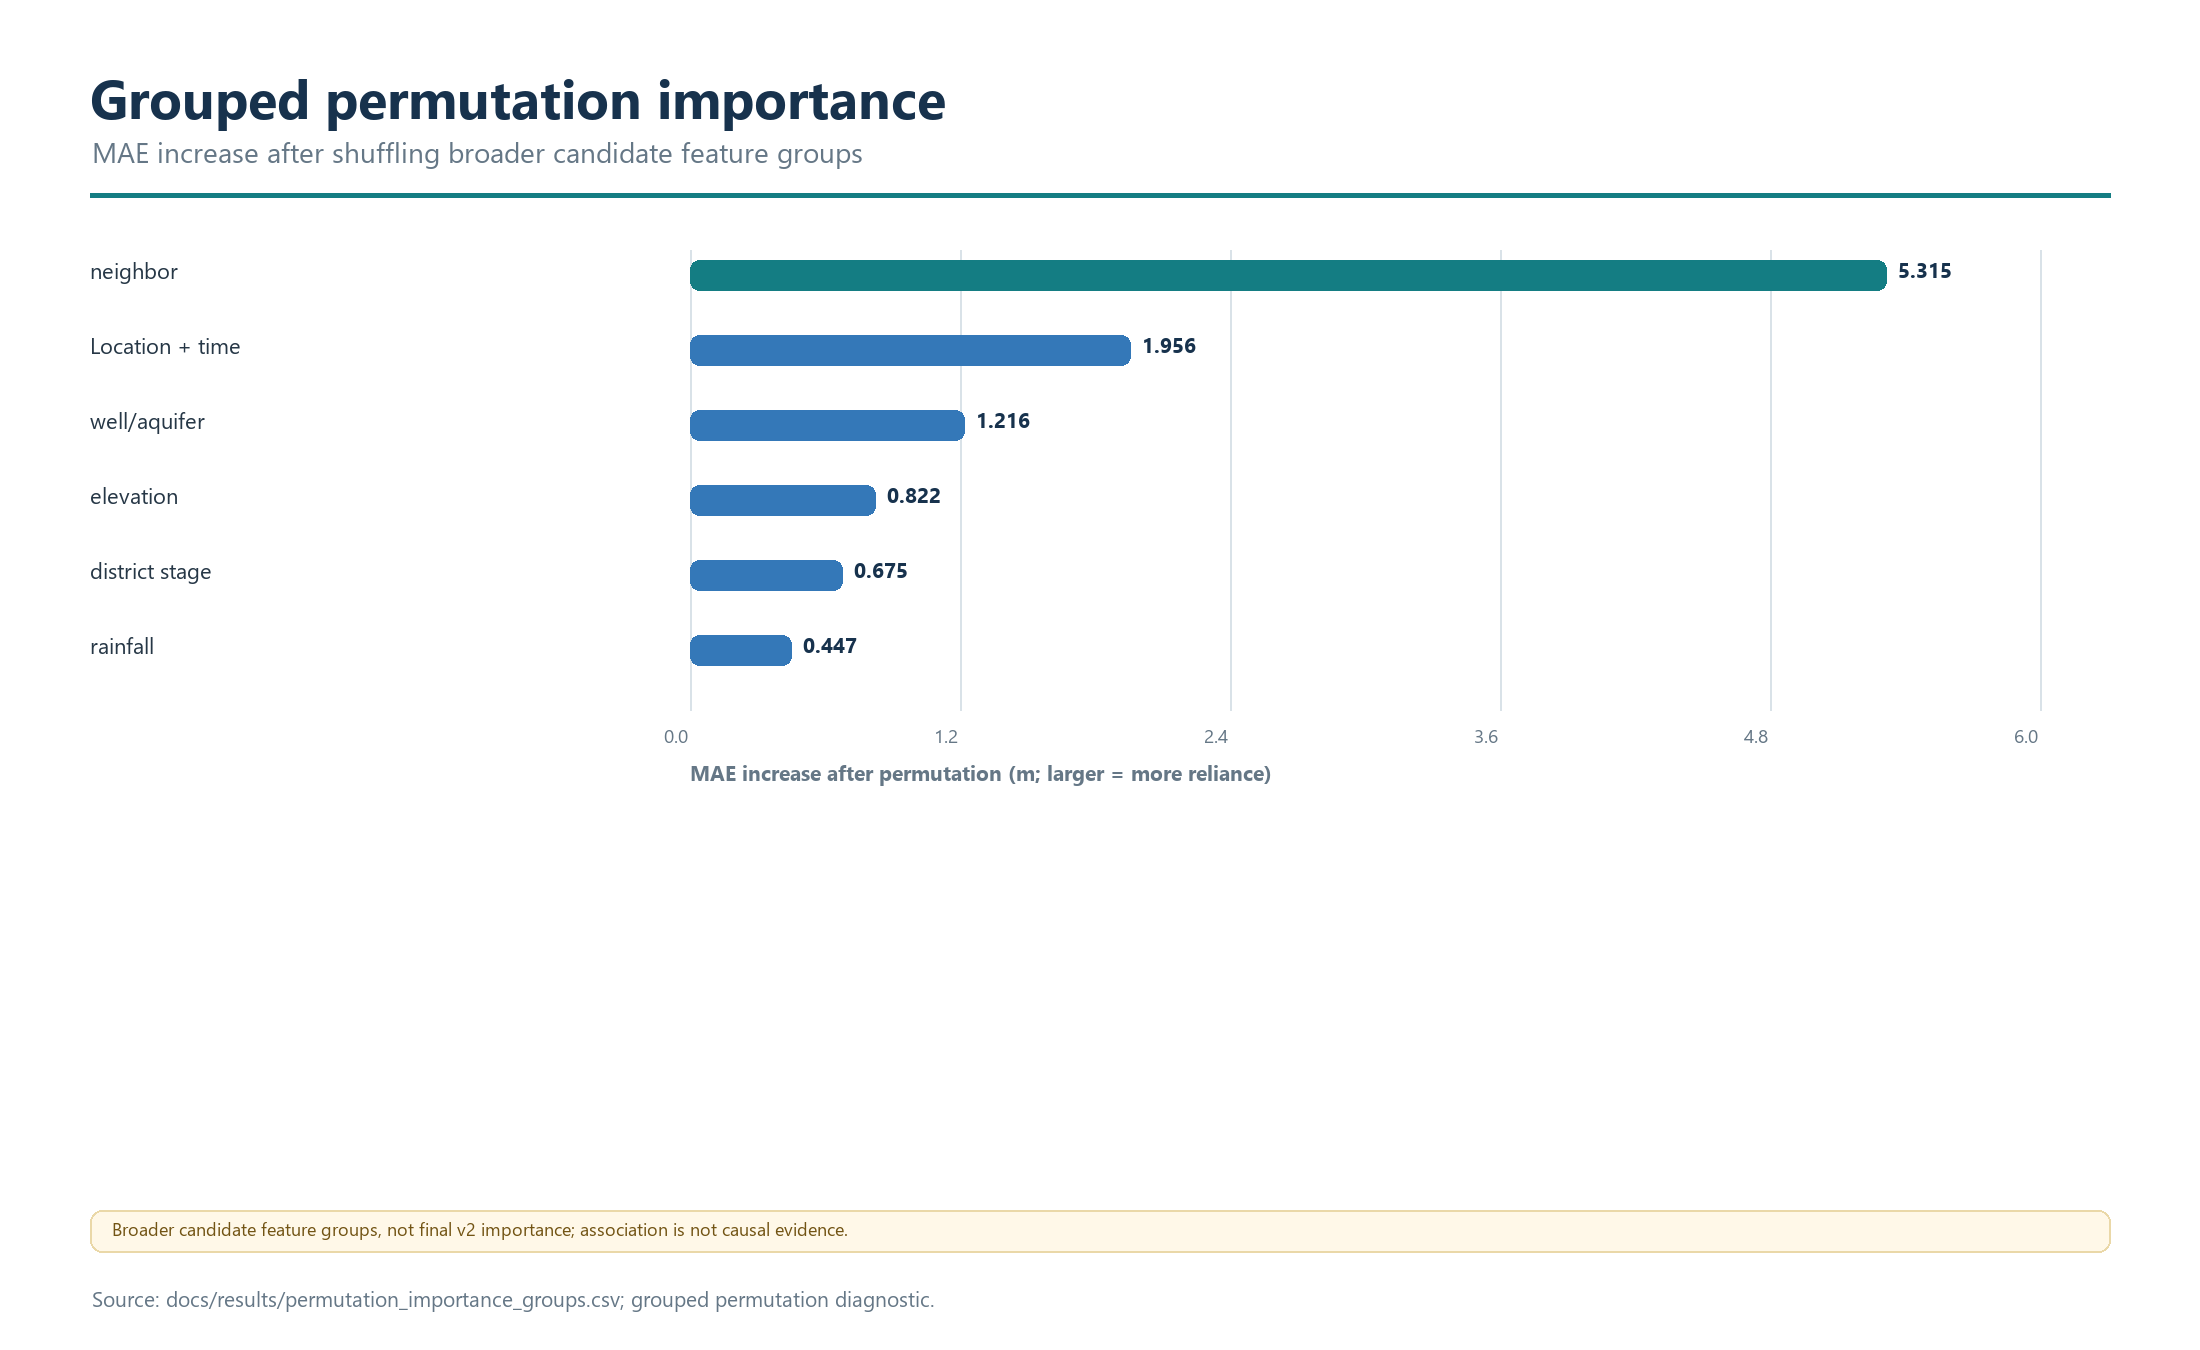 Grouped permutation importance
MAE increase after shuffling broader candidate feature groups
neighbor 5.315
Location + time 1.956
well/aquifer 1.216
elevation 0.822
district stage 0.675
rainfall 0.447
0.0 1.2 2.4 3.6 4.8 6.0
MAE increase after permutation (m; larger = more reliance)
Broader candidate feature groups, not final v2 importance; association is not causal evidence.
Source: docs/results/permutation_importance_groups.csv; grouped permutation diagnostic.